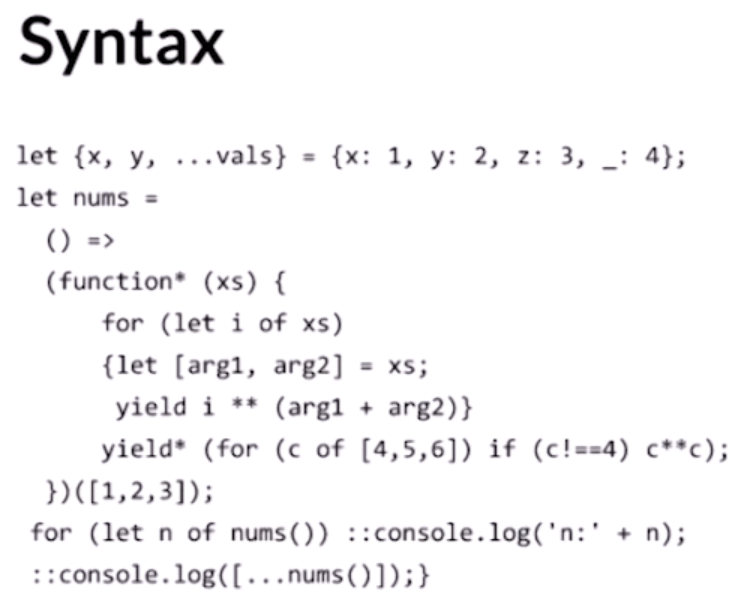 Syntax
let {x, y, ...vals} = {x: 1, y: 2, z: 3, _: 4};
let nums =
() =>
(function* (xs) {
for (let i of xs)
{let [arg1, arg2] = xs;
yield i ** (arg1 + arg2)}
yield* (for (c of [4,5,6]) if (c!==4) c**c);
})([1,2,3]);
for (let n of nums()) ::console.log('n:' + n);
::console.log([...nums()]);}